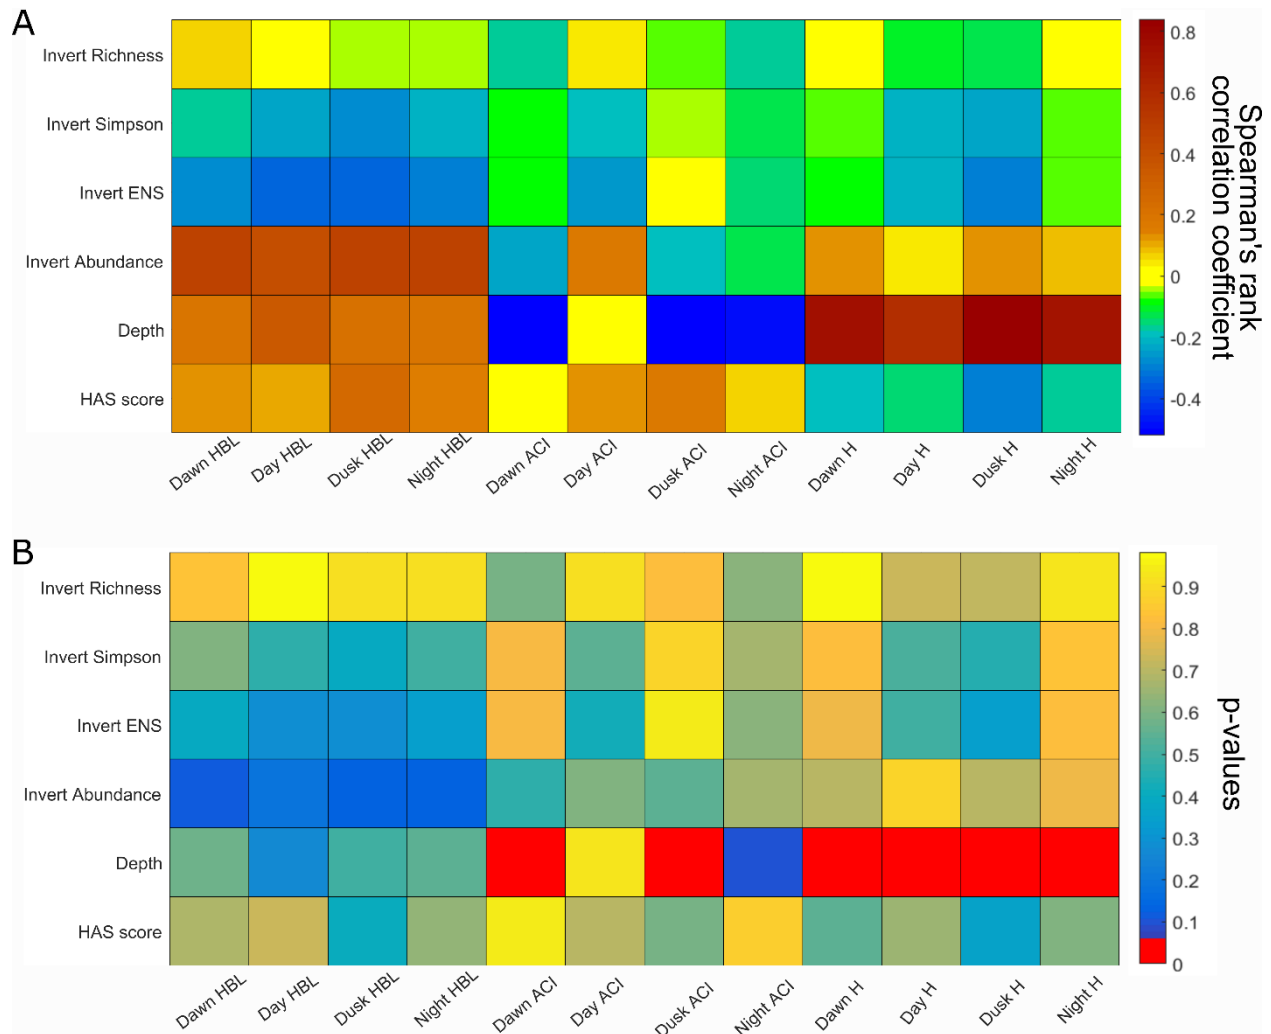 A
Invert Richness
Invert Simpson
Invert ENS
Invert Abundance
Depth
HAS score
Dawn HBL
Day HBL
Dusk HBL
Night HBL
Dawn ACI
Day ACI
Dusk ACI
Night ACI
Dawn H
Day H
Dusk H
Night H
0.8
0.6
0.4
0.2
0
-0.2
-0.4
Spearman's rank
correlation coefficient
B
Invert Richness
Invert Simpson
Invert ENS
Invert Abundance
Depth
HAS score
Dawn HBL
Day HBL
Dusk HBL
Night HBL
Dawn ACI
Day ACI
Dusk ACI
Night ACI
Dawn H
Day H
Dusk H
Night H
0.9
0.8
0.7
0.6
0.5
0.4
0.3
0.2
0.1
0
p-values